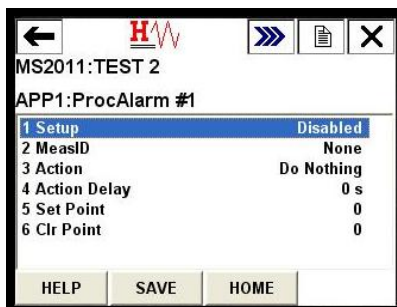 H
MS2011:TEST 2
APP1:ProcAlarm #1
1 Setup Disabled
2 MeasID None
3 Action Do Nothing
4 Action Delay 0 s
5 Set Point 0
6 Clr Point 0
HELP SAVE HOME